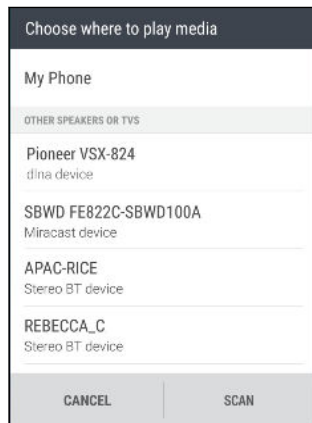 Choose where to play media
My Phone
OTHER SPEAKERS OR TVS
Pioneer VSX-824
dlna device
SBWD FE822C-SBWD100A
Miracast device
APAC-RICE
Stereo BT device
REBECCA_C
Stereo BT device
CANCEL SCAN